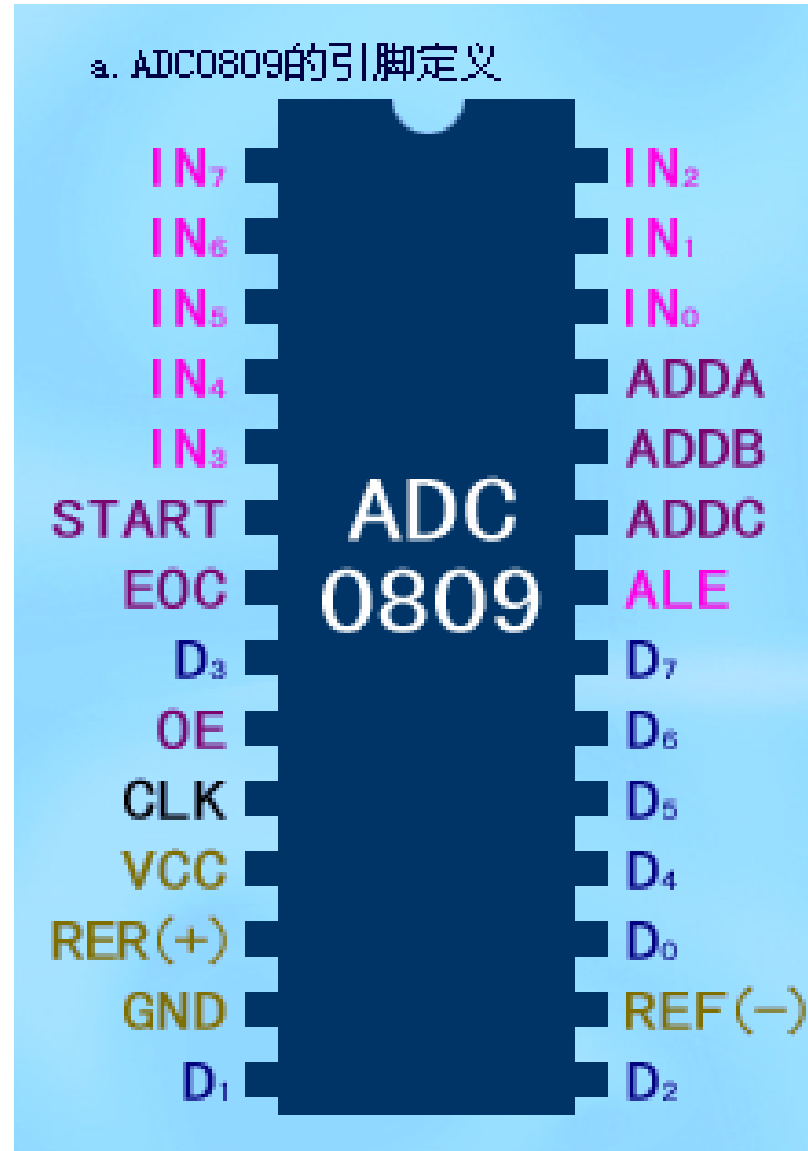 a. ADC0809的引脚定义
IN₇ IN₂
IN₆ IN₁
IN₅ IN₀
IN₄ ADDA
IN₃ ADDB
START ADDC
ADC
0809
EOC ALE
D₃ D₇
OE D₆
CLK D₅
VCC D₄
RER(+) D₀
GND REF(-)
D₁ D₂